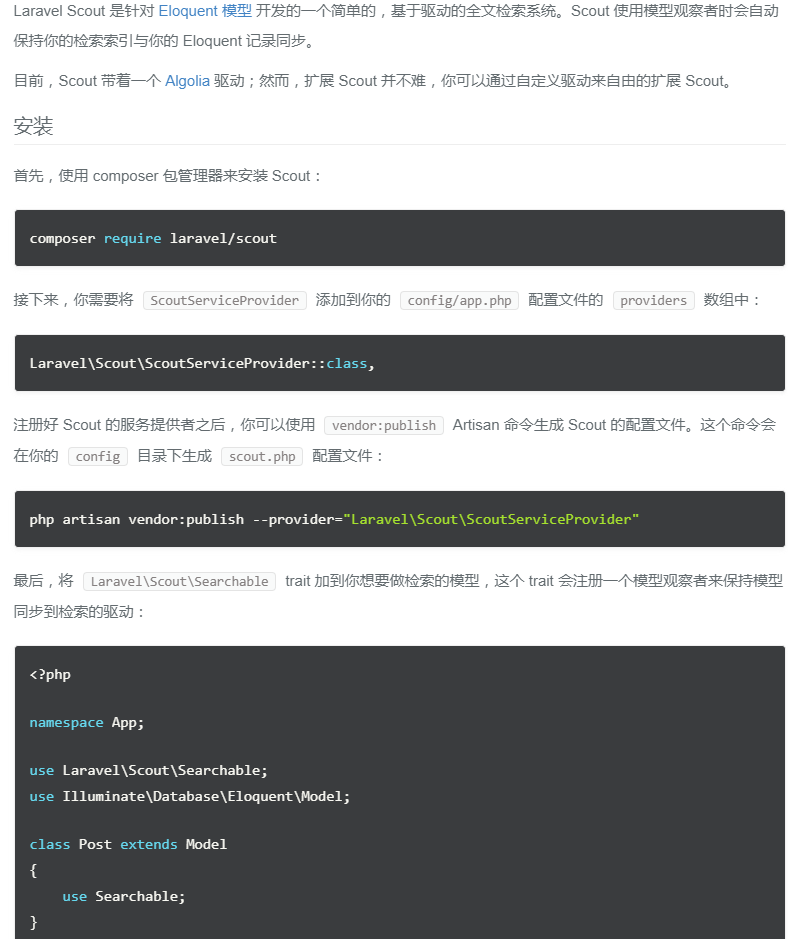 Laravel Scout 是针对 Eloquent 模型 开发的一个简单的，基于驱动的全文检索系统。Scout 使用模型观察者时会自动
保持你的检索索引与你的 Eloquent 记录同步。
目前，Scout 带着一个 Algolia 驱动；然而，扩展 Scout 并不难，你可以通过自定义驱动来自由的扩展 Scout。
安装
首先，使用 composer 包管理器来安装 Scout：
composer require laravel/scout
接下来，你需要将 ScoutServiceProvider 添加到你的 config/app.php 配置文件的 providers 数组中：
Laravel\Scout\ScoutServiceProvider::class,
注册好 Scout 的服务提供者之后，你可以使用 vendor:publish Artisan 命令生成 Scout 的配置文件。这个命令会
在你的 config 目录下生成 scout.php 配置文件：
php artisan vendor:publish --provider="Laravel\Scout\ScoutServiceProvider"
最后，将 Laravel\Scout\Searchable trait 加到你想要做检索的模型，这个 trait 会注册一个模型观察者来保持模型
同步到检索的驱动：
<?php
namespace App;
use Laravel\Scout\Searchable;
use Illuminate\Database\Eloquent\Model;
class Post extends Model
{
    use Searchable;
}